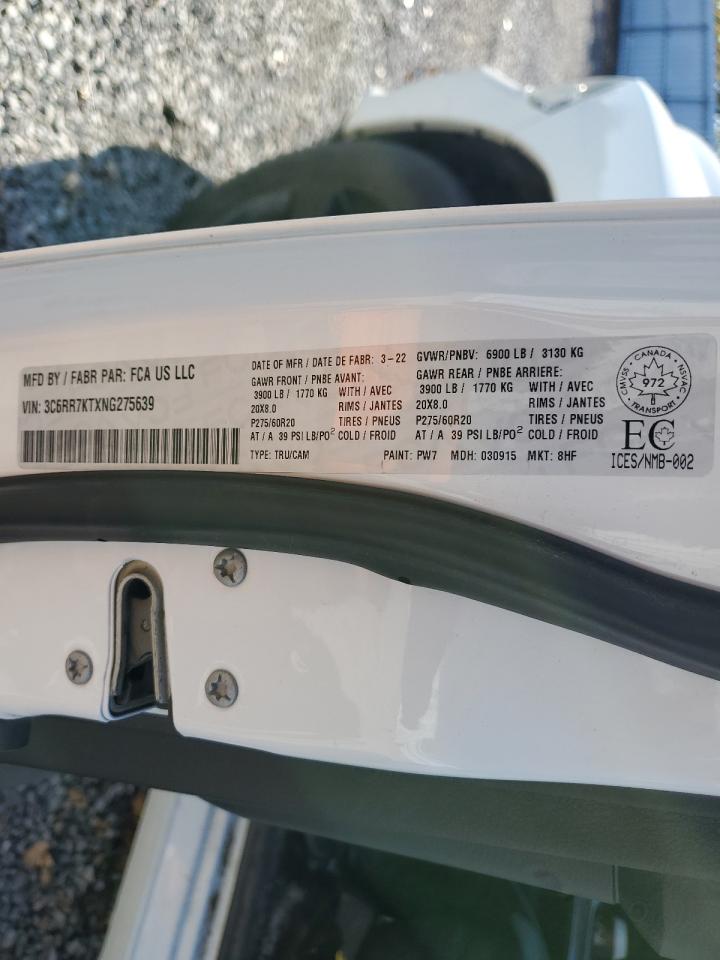 MFD BY / FABR PAR: FCA US LLC
VIN: 3C6RR7KTXNG275639
DATE OF MFR / DATE DE FABR: 3-22
GAWR FRONT / PNBE AVANT:
3900 LB / 1770 KG WITH / AVEC
20X8.0 RIMS / JANTES
P275/60R20 TIRES / PNEUS
AT / A 39 PSI LB/PO² COLD / FROID
TYPE: TRU/CAM
GVWR/PNBV: 6900 LB / 3130 KG
GAWR REAR / PNBE ARRIERE:
3900 LB / 1770 KG WITH / AVEC
20X8.0 RIMS / JANTES
P275/60R20 TIRES / PNEUS
AT / A 39 PSI LB/PO² COLD / FROID
PAINT: PW7 MDH: 030915 MKT: 8HF
CMVSS CANADA NSVAC
972
TRANSPORT
EC
ICES/NMB-002